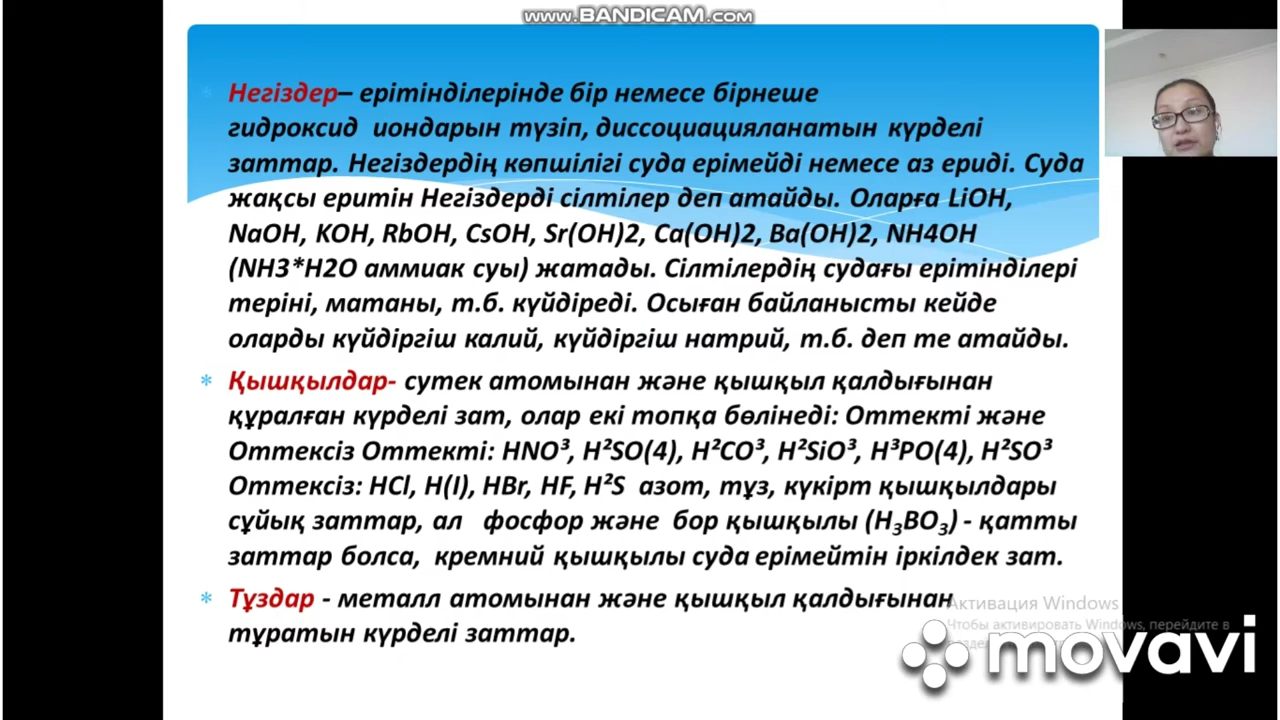 www.BANDICAM.com
Негіздер– ерітінділерінде бір немесе бірнеше
гидроксид иондарын түзіп, диссоциацияланатын күрделі
заттар. Негіздердің көпшілігі суда ерімейді немесе аз ериді. Суда
жақсы еритін Негіздерді сілтілер деп атайды. Оларға LiOH,
NaOH, KOH, RbOH, CsOH, Sr(OH)2, Ca(OH)2, Ba(OH)2, NH4OH
(NH3*H2O аммиак суы) жатады. Сілтілердің судағы ерітінділері
теріні, матаны, т.б. күйдіреді. Осыған байланысты кейде
оларды күйдіргіш калий, күйдіргіш натрий, т.б. деп те атайды.
* Қышқылдар- сутек атомынан және қышқыл қалдығынан
құралған күрделі зат, олар екі топқа бөлінеді: Оттекті және
Оттексіз Оттекті: HNO³, H²SO(4), H²CO³, H²SiO³, H³PO(4), H²SO³
Оттексіз: HCl, H(I), HBr, HF, H²S азот, тұз, күкірт қышқылдары
сұйық заттар, ал фосфор және бор қышқылы (H₃BO₃) - қатты
заттар болса, кремний қышқылы суда ерімейтін іркілдек зат.
* Тұздар - металл атомынан және қышқыл қалдығынан
тұратын күрделі заттар.
Активация Windows
Чтобы активировать Windows, перейдите в
movavi